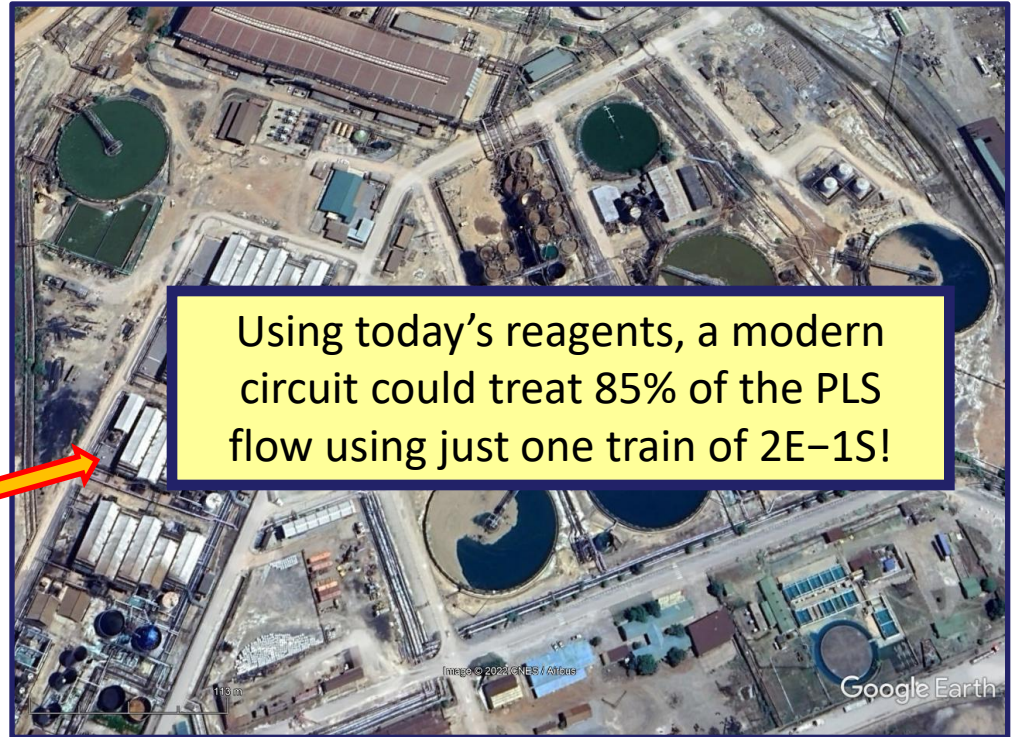 Using today’s reagents, a modern
circuit could treat 85% of the PLS
flow using just one train of 2E−1S!
Image © 2022 CNES / Airbus
113 m
Google Earth